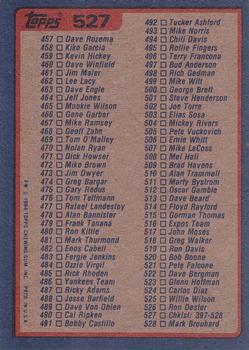 topps 527
457 Dave Rozema
458 Kiko Garcia
459 Kevin Hickey
460 Dave Winfield
461 Jim Maler
462 Lee Lacy
463 Dave Engle
464 Jeff Jones
465 Mookie Wilson
466 Gene Garber
467 Mike Ramsey
468 Geoff Zahn
469 Tom O'Malley
470 Nolan Ryan
471 Dick Howser
472 Mike Brown
473 Jim Dwyer
474 Greg Bargar
475 Gary Redus
476 Tom Tellmann
477 Rafael Landestoy
478 Alan Bannister
479 Frank Tanana
480 Ron Kittle
481 Mark Thurmond
482 Enos Cabell
483 Fergie Jenkins
484 Ozzie Virgil
485 Rick Rhoden
486 Yankees Team
487 Ricky Adams
488 Jesse Barfield
489 Dave Von Ohlen
490 Cal Ripken
491 Bobby Castillo
492 Tucker Ashford
493 Mike Norris
494 Chili Davis
495 Rollie Fingers
496 Terry Francona
497 Bud Anderson
498 Rich Gedman
499 Mike Witt
500 George Brett
501 Steve Henderson
502 Joe Torre
503 Elias Sosa
504 Mickey Rivers
505 Pete Vuckovich
506 Ernie Whitt
507 Mike LaCoss
508 Mel Hall
509 Brad Havens
510 Alan Trammell
511 Marty Bystrom
512 Oscar Gamble
513 Dave Beard
514 Floyd Rayford
515 Gorman Thomas
516 Expos Team
517 John Moses
518 Greg Walker
519 Ron Davis
520 Bob Boone
521 Pete Falcone
522 Dave Bergman
523 Glenn Hoffman
524 Carlos Diaz
525 Willie Wilson
526 Ron Oester
527 Chklst: 397-528
528 Mark Brouhard